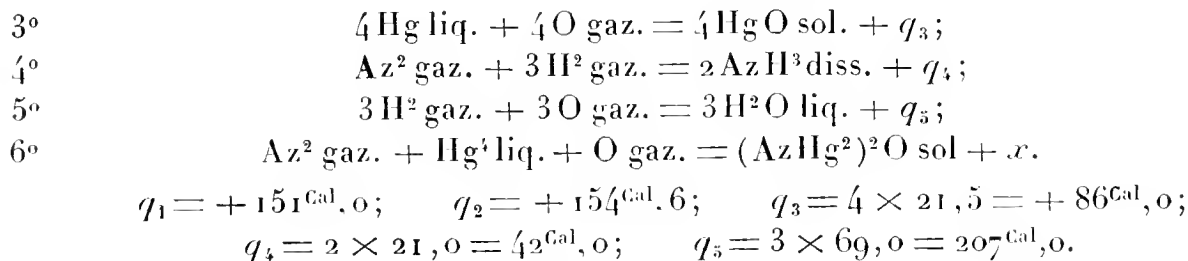 3° 4Hg liq. + 4O gaz. = 4HgO sol. + q₃;
4° Az² gaz. + 3H² gaz. = 2AzH³ diss. + q₄;
5° 3H² gaz. + 3O gaz. = 3H²O liq. + q₅;
6° Az² gaz. + Hg⁴ liq. + O gaz. = (AzHg²)²O sol + x.
q₁ = + 151Cal,0; q₂ = + 154Cal.6; q₃ = 4 × 21,5 = + 86Cal,0;
q₄ = 2 × 21,0 = 42Cal,0; q₅ = 3 × 69,0 = 207Cal,0.